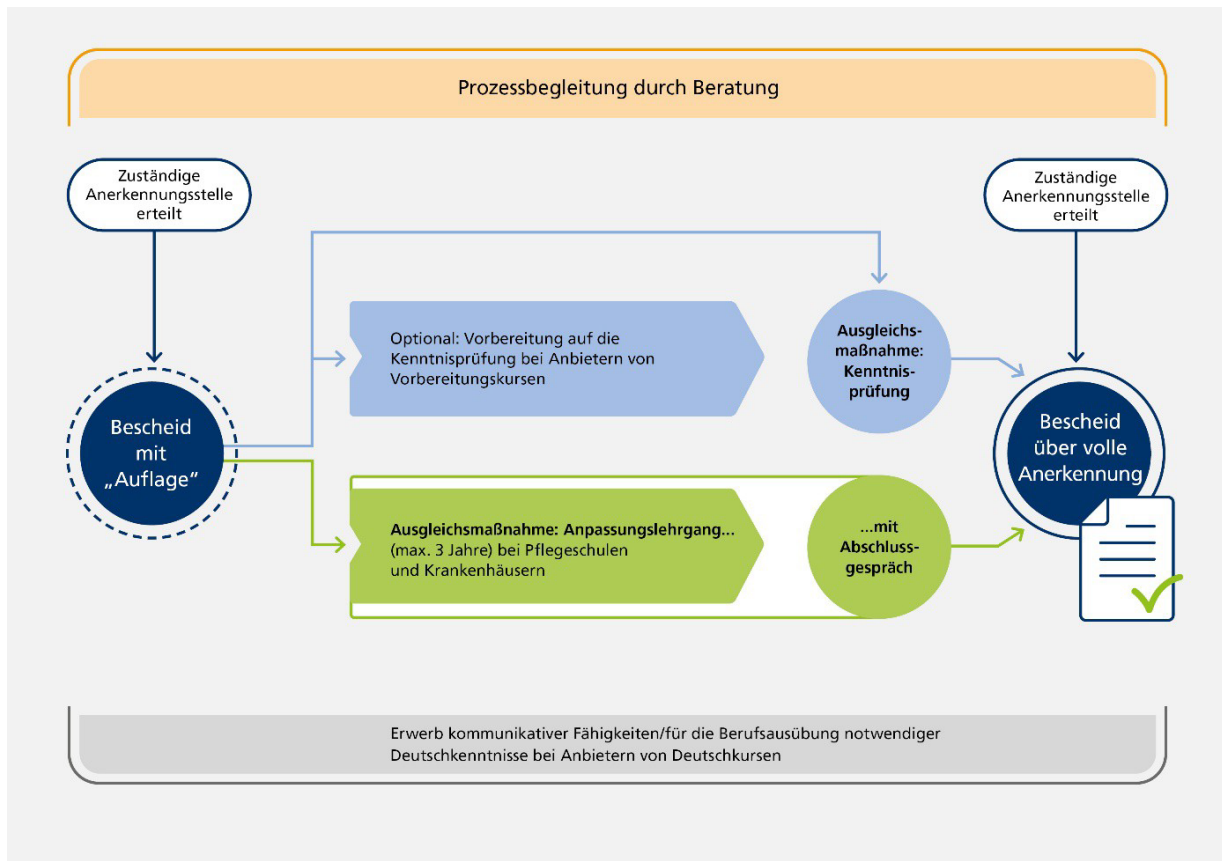 Prozessbegleitung durch Beratung
Zuständige
Anerkennungsstelle
erteilt
Zuständige
Anerkennungsstelle
erteilt
Optional: Vorbereitung auf die
Kenntnisprüfung bei Anbietern von
Vorbereitungskursen
Ausgleichs-
maßnahme:
Kenntnis-
prüfung
Bescheid
mit
„Auflage“
Bescheid
über volle
Anerkennung
Ausgleichsmaßnahme: Anpassungslehrgang...
(max. 3 Jahre) bei Pflegeschulen
und Krankenhäusern
...mit
Abschluss-
gespräch
Erwerb kommunikativer Fähigkeiten/für die Berufsausübung notwendiger
Deutschkenntnisse bei Anbietern von Deutschkursen